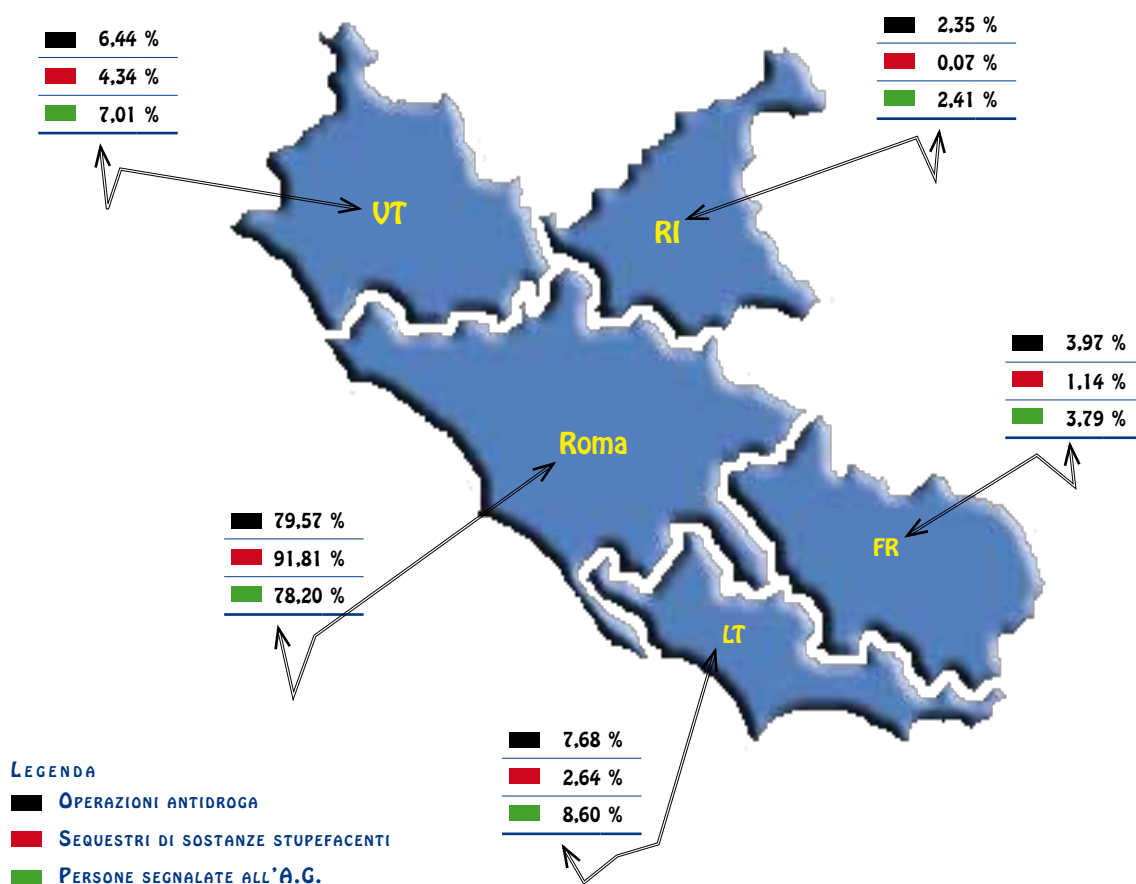 6,44 %
4,34 %
7,01 %
2,35 %
0,07 %
2,41 %
VT
RI
3,97 %
1,14 %
3,79 %
Roma
79,57 %
91,81 %
78,20 %
FR
LT
7,68 %
2,64 %
8,60 %
LEGENDA
OPERAZIONI ANTIDROGA
SEQUESTRI DI SOSTANZE STUPEFACENTI
PERSONE SEGNALATE ALL'A.G.